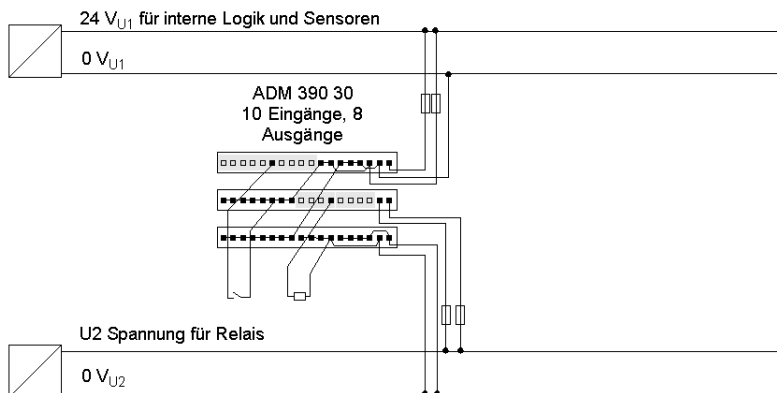 24 V U1 für interne Logik und Sensoren
0 V U1
ADM 390 30
10 Eingänge, 8
Ausgänge
U2 Spannung für Relais
0 V U2